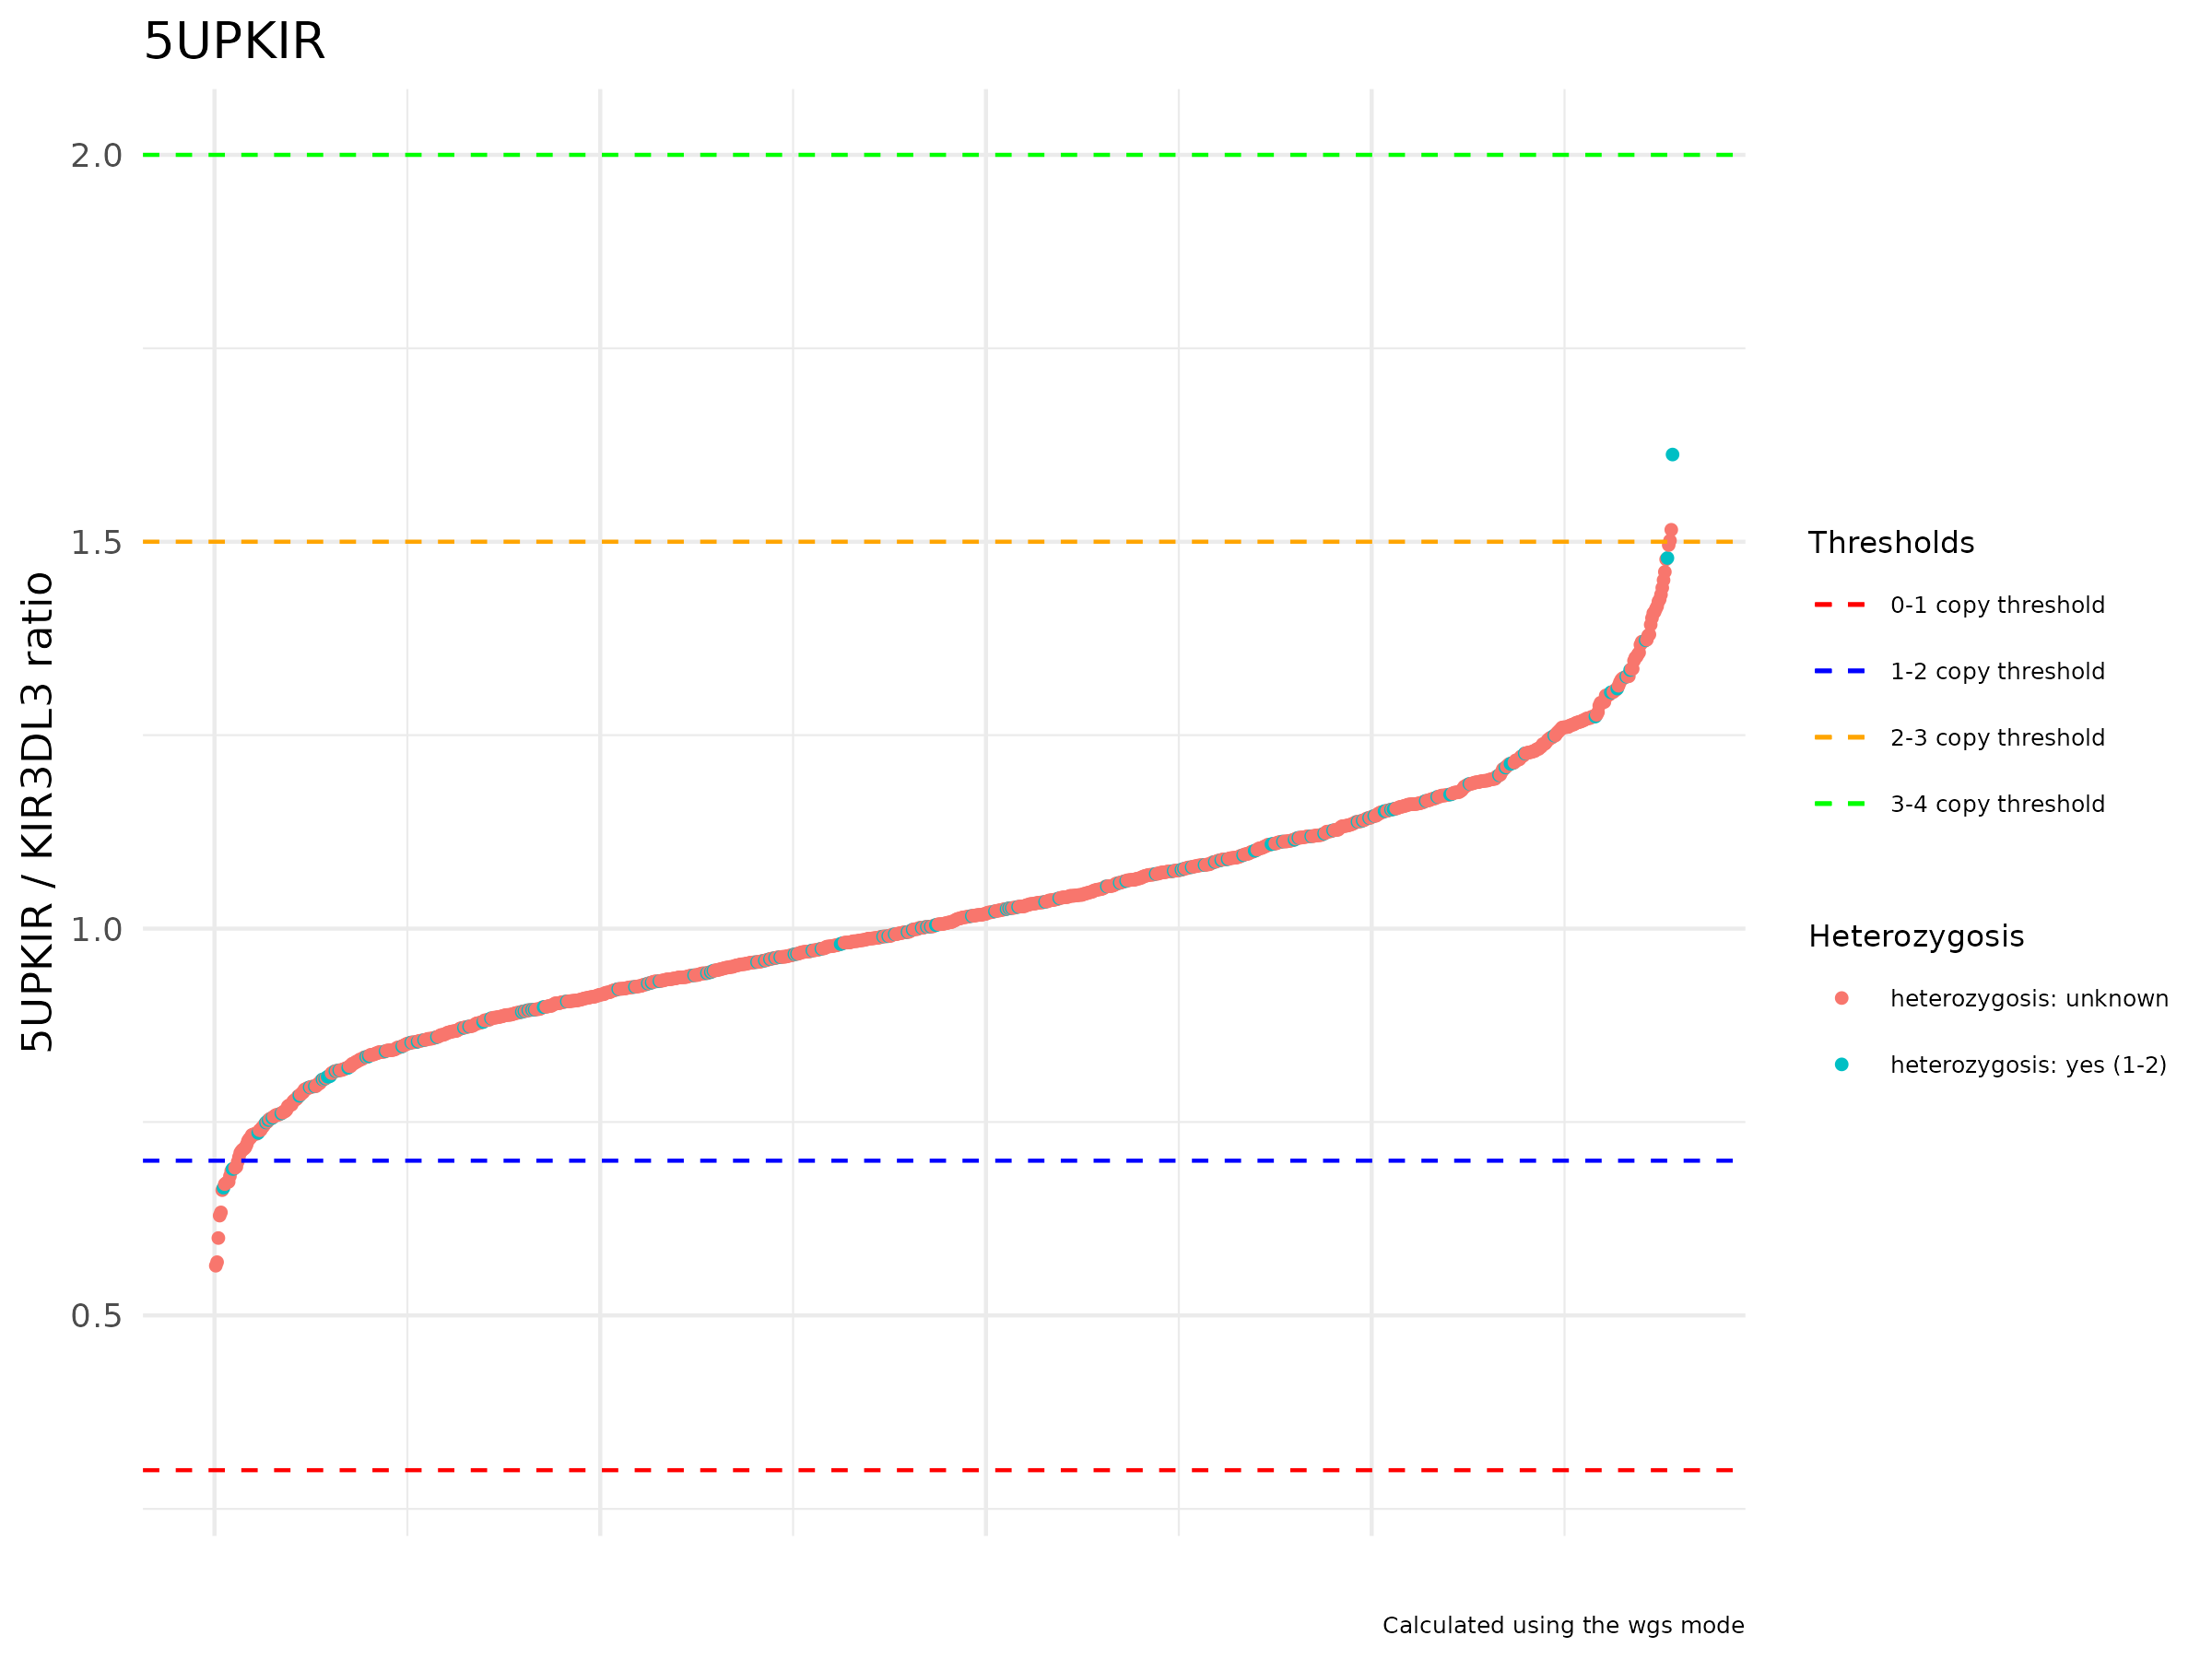 5UPKIR
5UPKIR / KIR3DL3 ratio
2.0
1.5
1.0
0.5
Thresholds
0-1 copy threshold
1-2 copy threshold
2-3 copy threshold
3-4 copy threshold
Heterozygosis
heterozygosis: unknown
heterozygosis: yes (1-2)
Calculated using the wgs mode